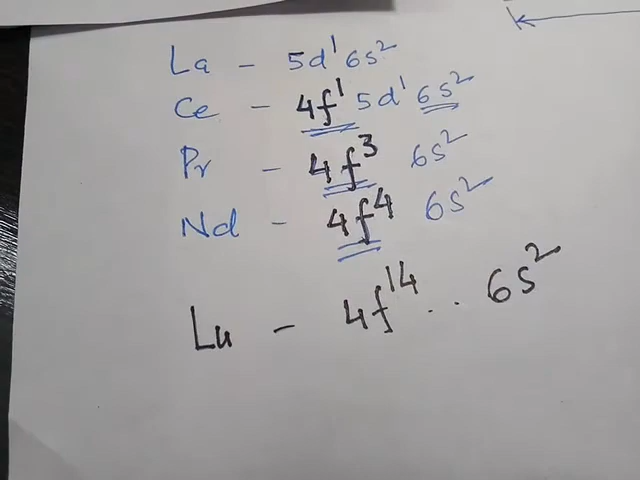 La - 5d¹ 6s²
Ce - 4f¹ 5d¹ 6s²
Pr - 4f³ 6s²
Nd - 4f⁴ 6s²
Lu - 4f¹⁴ .. 6s²